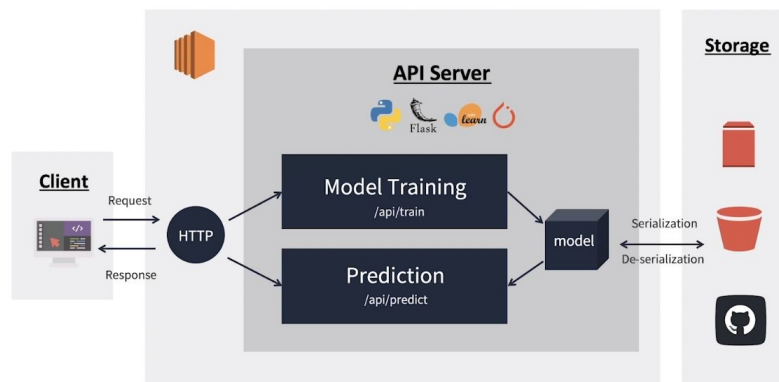 Storage
API Server
Flask
learn
Client
Model Training
/api/train
Request
HTTP
Response
model
Serialization
De-serialization
Prediction
/api/predict